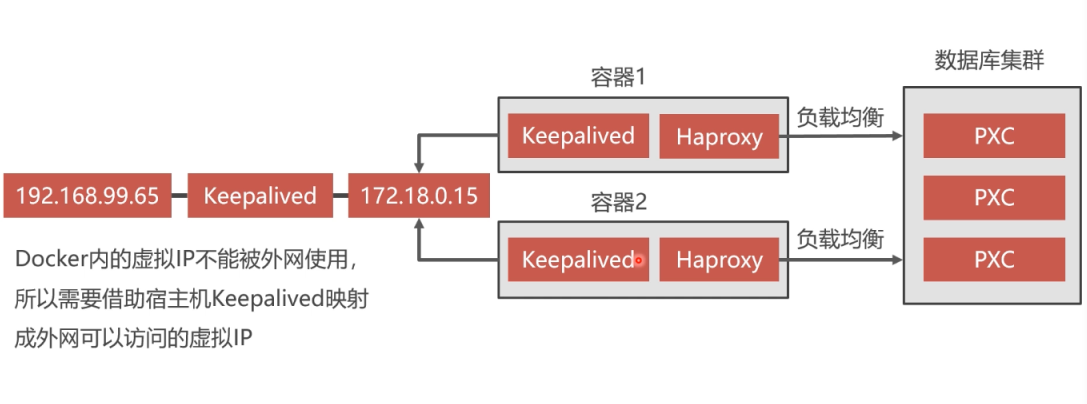 数据库集群
容器1
Keepalived
Haproxy
负载均衡
PXC
192.168.99.65
Keepalived
172.18.0.15
容器2
PXC
Keepalived
Haproxy
负载均衡
PXC
Docker内的虚拟IP不能被外网使用，
所以需要借助宿主机Keepalived映射
成外网可以访问的虚拟IP